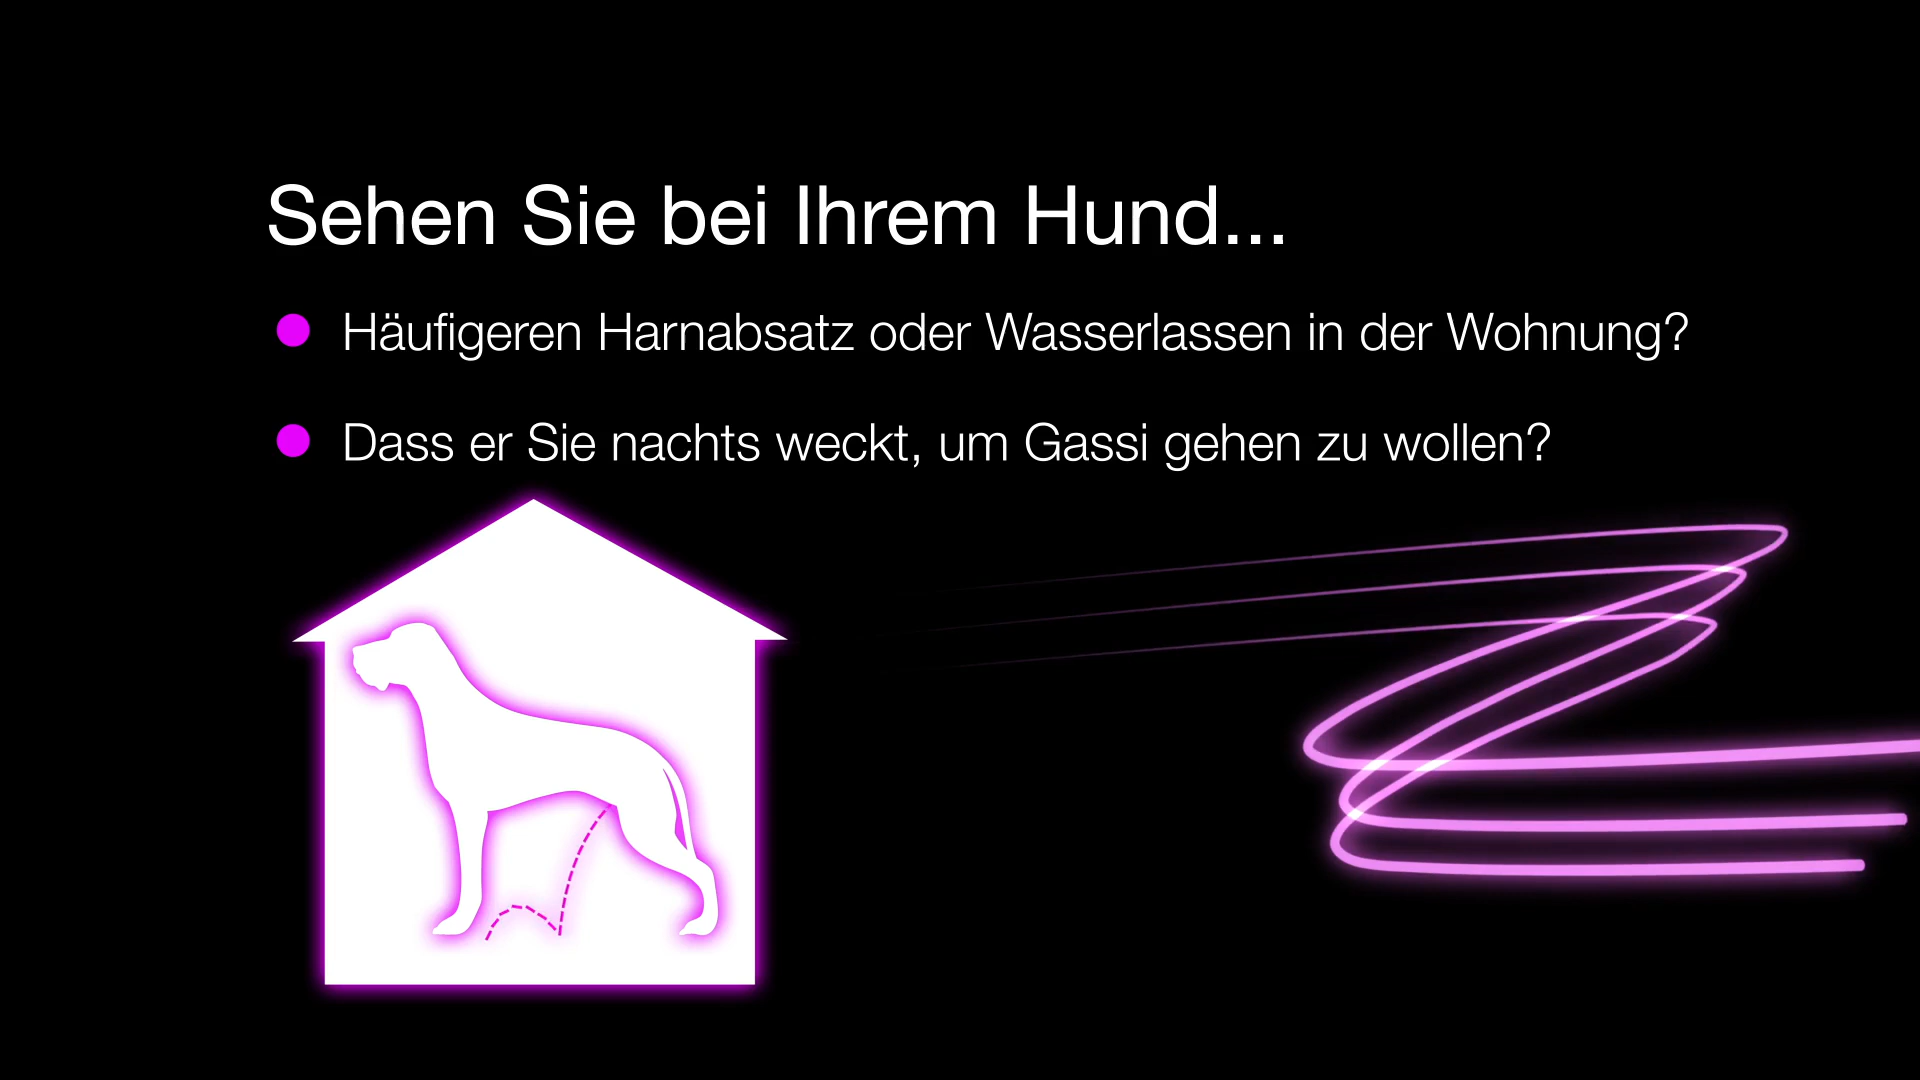 Sehen Sie bei Ihrem Hund...
Häufigeren Harnabsatz oder Wasserlassen in der Wohnung?
Dass er Sie nachts weckt, um Gassi gehen zu wollen?